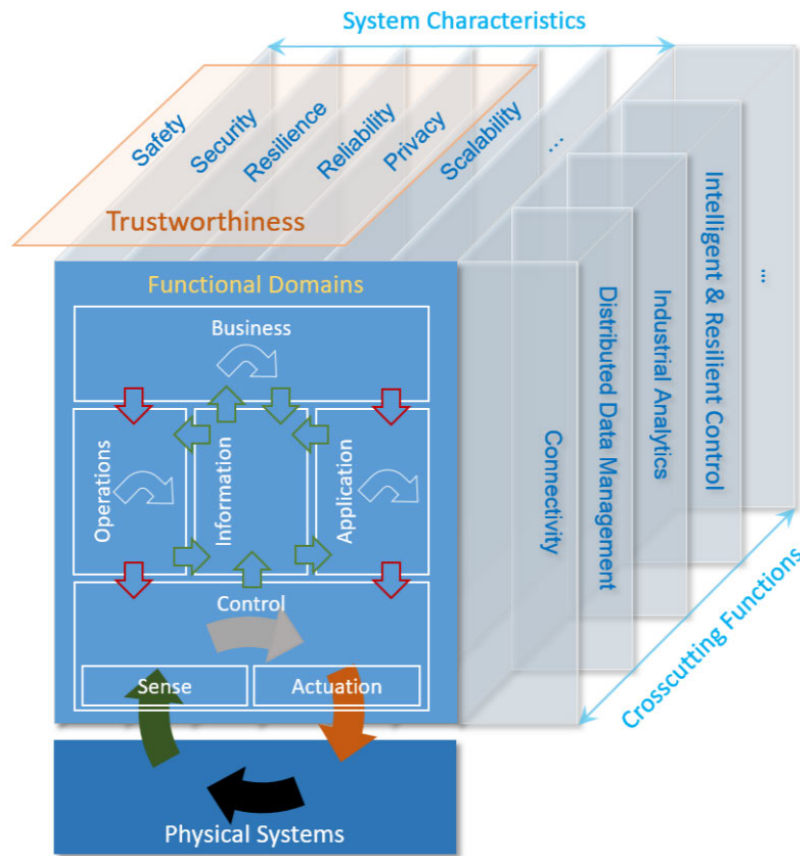 System Characteristics
Safety
Security
Resilience
Reliability
Privacy
Scalability
...
Trustworthiness
Functional Domains
Business
Operations
Information
Application
Control
Sense
Actuation
Physical Systems
Connectivity
Distributed Data Management
Industrial Analytics
Intelligent & Resilient Control
...
Crosscutting Functions